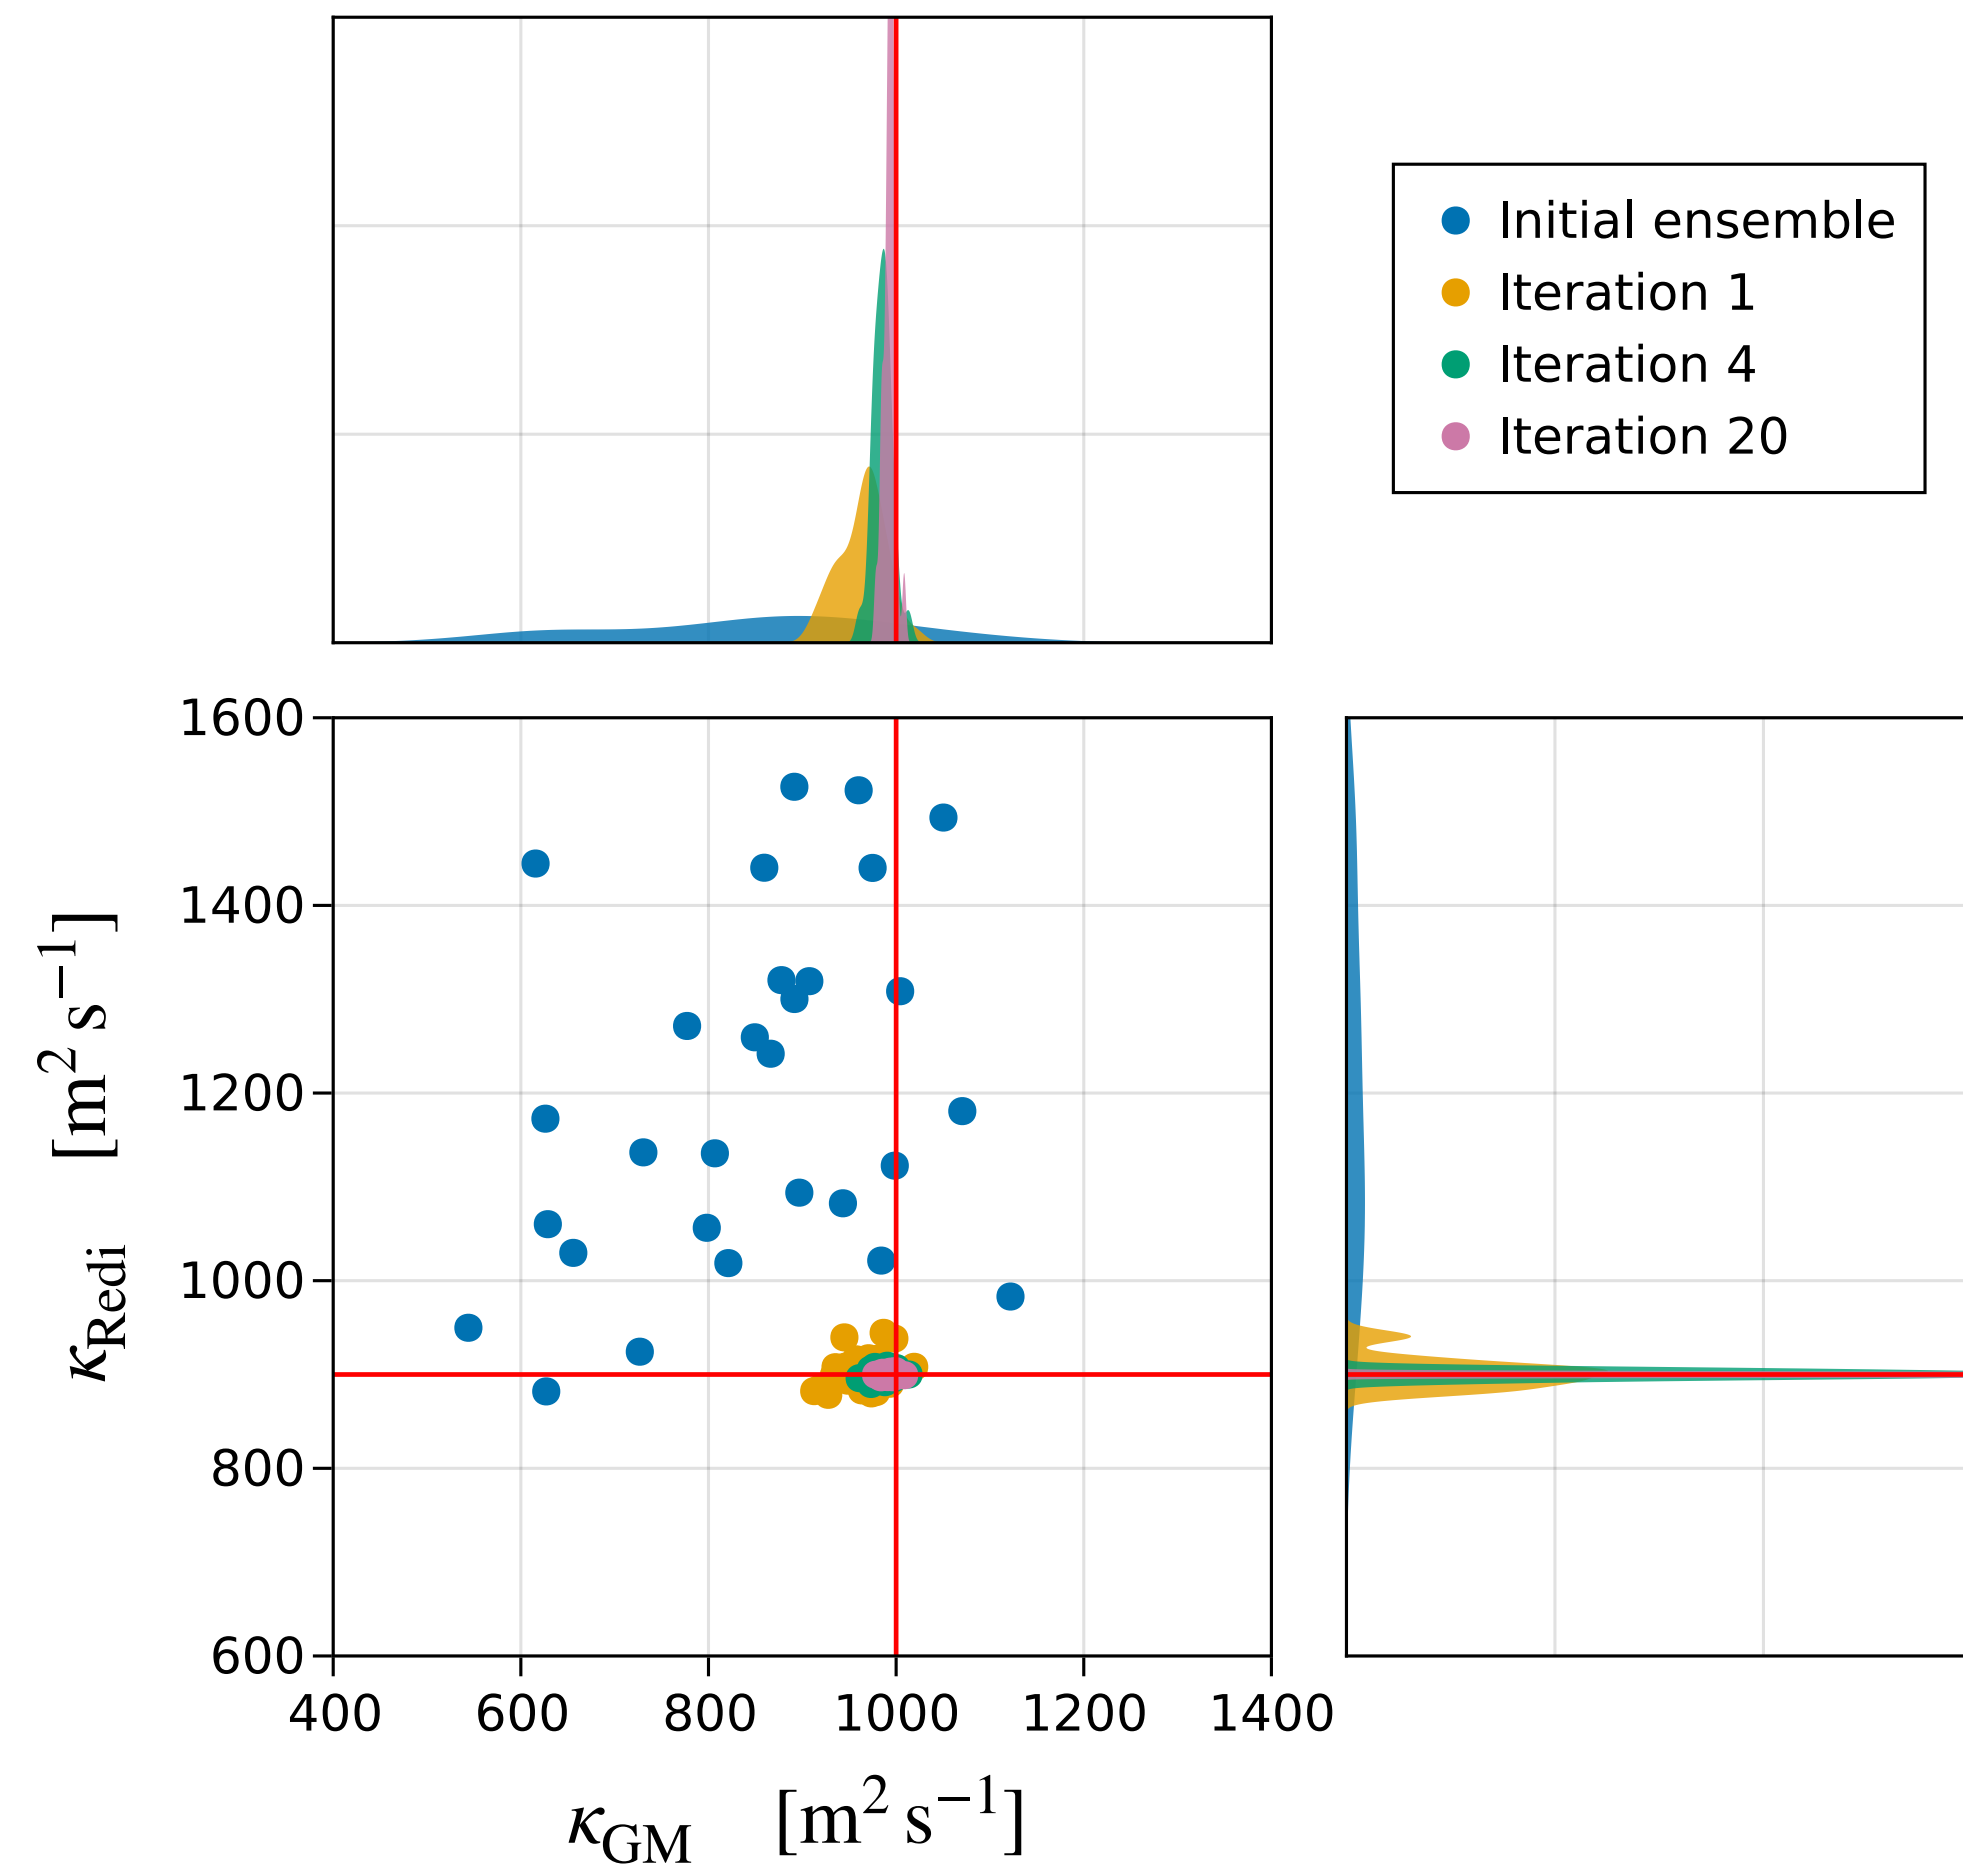 Initial ensemble
Iteration 1
Iteration 4
Iteration 20
1600
1400
1200
1000
800
600
κ_Redi [m² s⁻¹]
400 600 800 1000 1200 1400
κ_GM [m² s⁻¹]